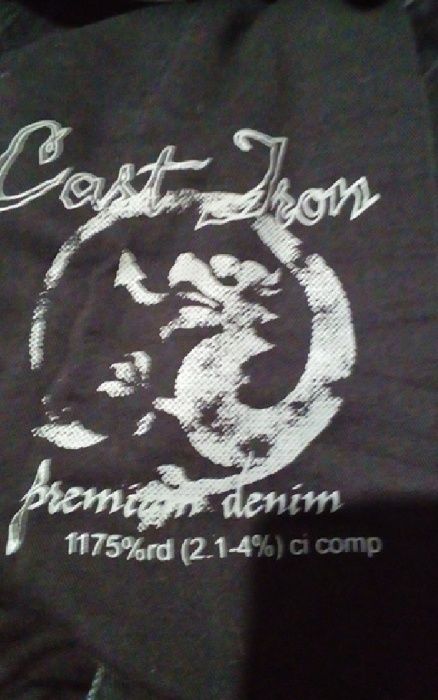 Cast Iron
premium denim
1175%rd (2.1-4%) ci comp